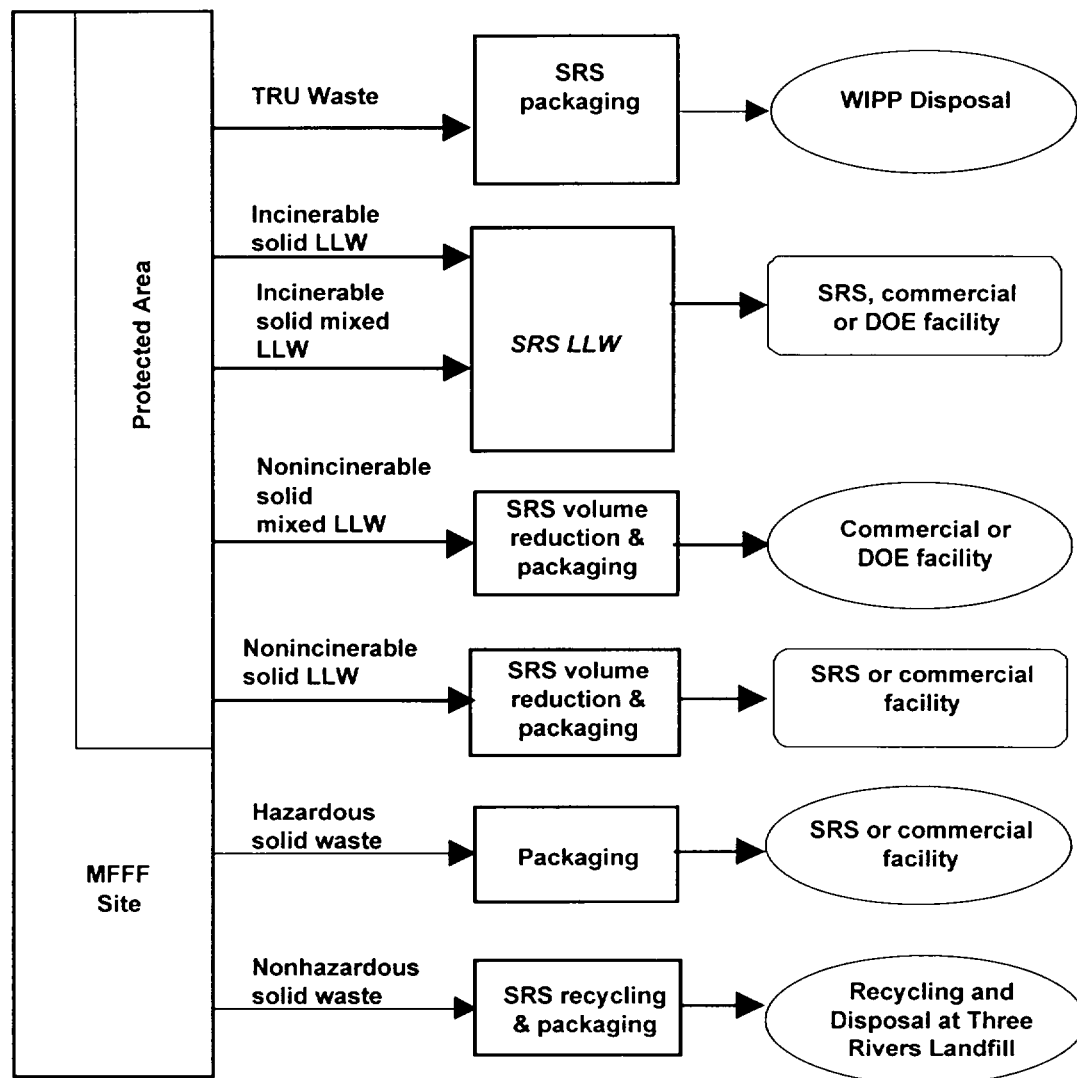 Protected Area
MFFF
Site
TRU Waste
SRS
packaging
WIPP Disposal
Incinerable
solid LLW
Incinerable
solid mixed
LLW
SRS LLW
SRS, commercial
or DOE facility
Nonincinerable
solid
mixed LLW
SRS volume
reduction &
packaging
Commercial or
DOE facility
Nonincinerable
solid LLW
SRS volume
reduction &
packaging
SRS or commercial
facility
Hazardous
solid waste
Packaging
SRS or commercial
facility
Nonhazardous
solid waste
SRS recycling
& packaging
Recycling and
Disposal at Three
Rivers Landfill